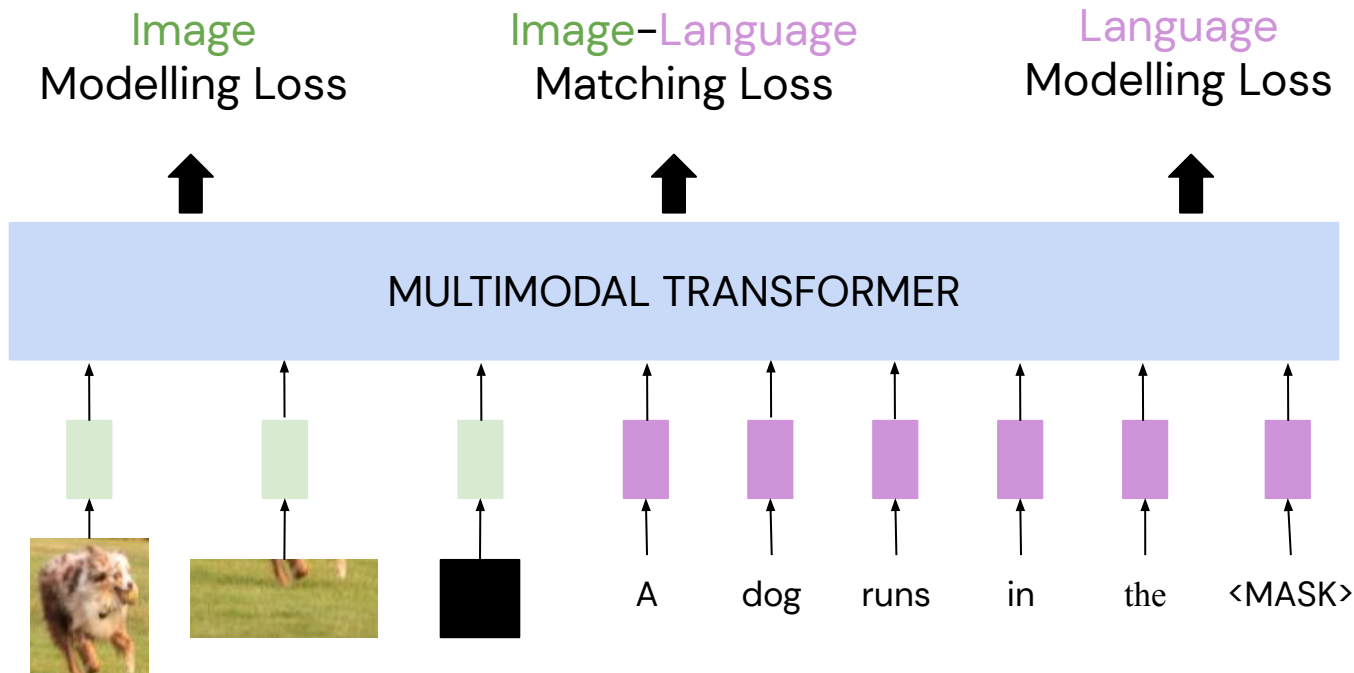 Image
Modelling Loss
Image-Language
Matching Loss
Language
Modelling Loss
MULTIMODAL TRANSFORMER
A dog runs in the <MASK>